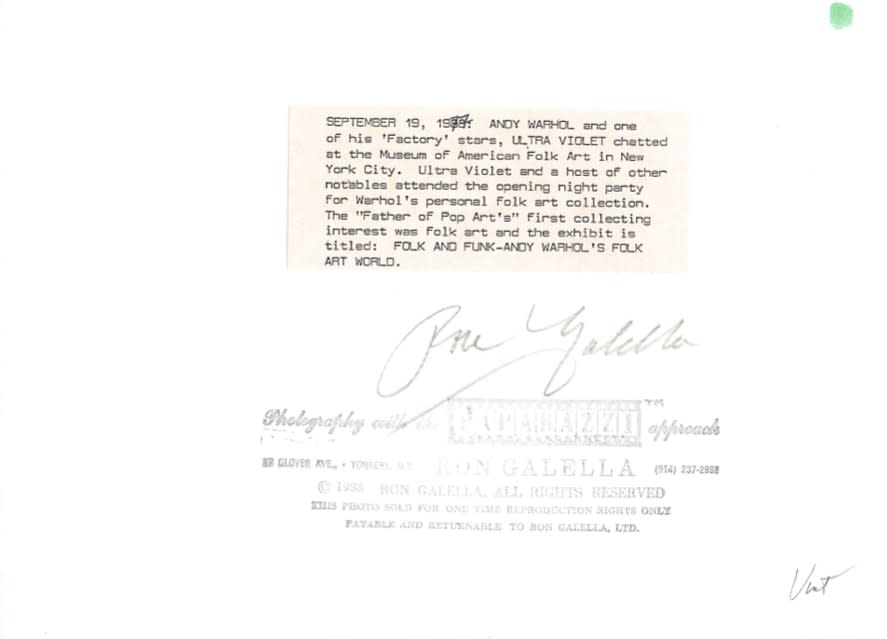 SEPTEMBER 19, 1977: ANDY WARHOL and one
of his 'Factory' stars, ULTRA VIOLET chatted
at the Museum of American Folk Art in New
York City. Ultra Violet and a host of other
notables attended the opening night party
for Warhol's personal folk art collection.
The "Father of Pop Art's" first collecting
interest was folk art and the exhibit is
titled: FOLK AND FUNK-ANDY WARHOL'S FOLK
ART WORLD.
Ron Galella
Photography with the PAPARAZZI TM approach
GLOVER AVE., YONKERS, N.Y. RON GALELLA (914) 237-2988
© 1988 RON GALELLA, ALL RIGHTS RESERVED
THIS PHOTO SOLD FOR ONE TIME REPRODUCTION RIGHTS ONLY
PAYABLE AND RETURNABLE TO RON GALELLA, LTD.
Vint